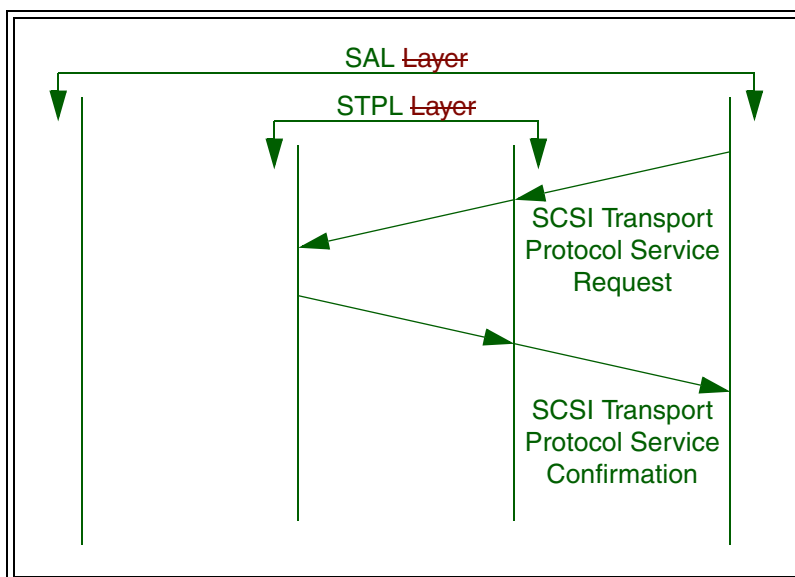 SAL Layer
STPL Layer
SCSI Transport
Protocol Service
Request
SCSI Transport
Protocol Service
Confirmation